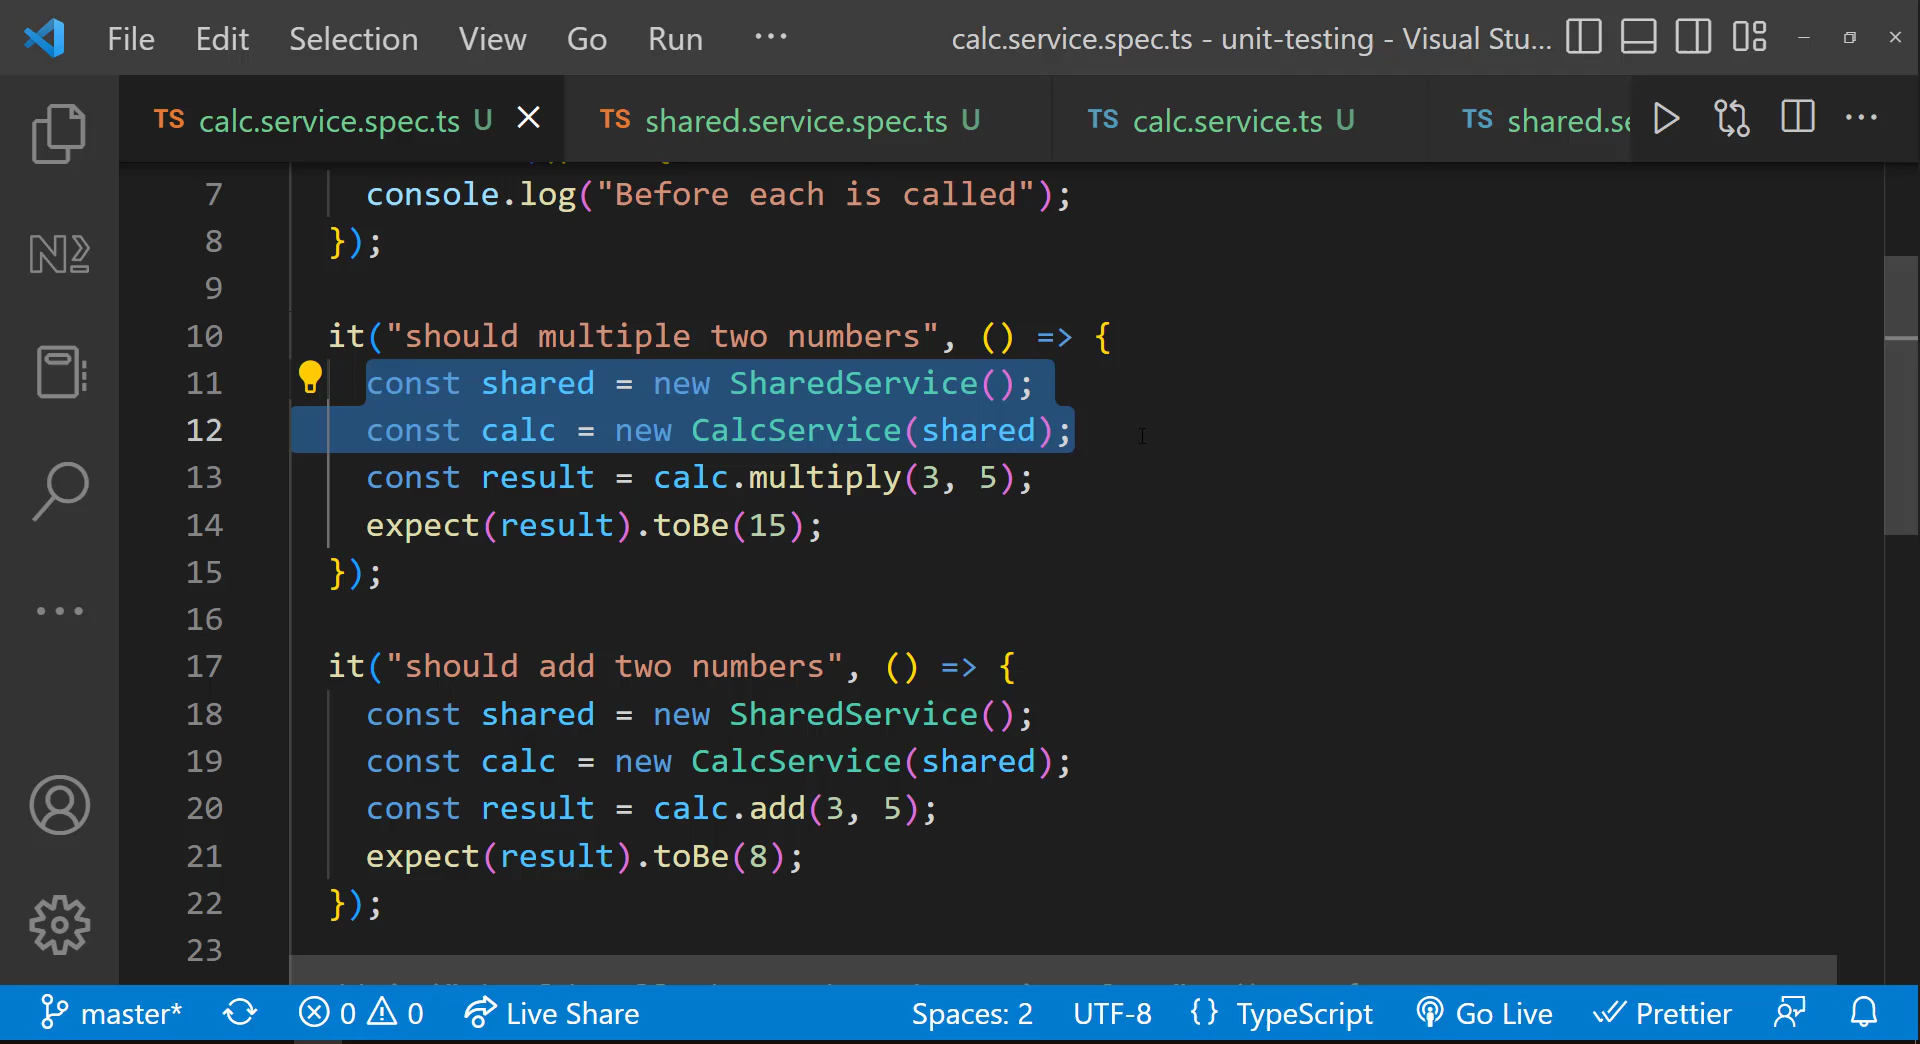 File Edit Selection View Go Run ··· calc.service.spec.ts - unit-testing - Visual Stu...
TS calc.service.spec.ts U TS shared.service.spec.ts U TS calc.service.ts U TS shared.se
7 console.log("Before each is called");
8 });
9
10 it("should multiple two numbers", () => {
11 const shared = new SharedService();
12 const calc = new CalcService(shared);
13 const result = calc.multiply(3, 5);
14 expect(result).toBe(15);
15 });
16
17 it("should add two numbers", () => {
18 const shared = new SharedService();
19 const calc = new CalcService(shared);
20 const result = calc.add(3, 5);
21 expect(result).toBe(8);
22 });
23
master* 0 0 Live Share Spaces: 2 UTF-8 {} TypeScript Go Live Prettier